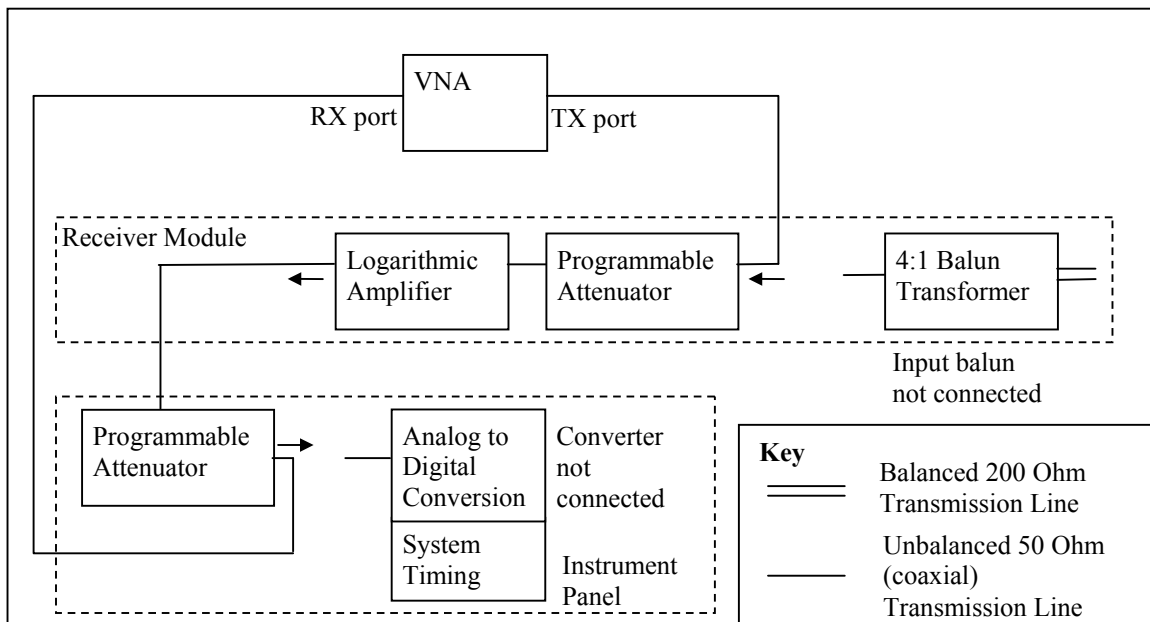 VNA
RX port
TX port
Receiver Module
Logarithmic
Amplifier
Programmable
Attenuator
4:1 Balun
Transformer
Input balun
not connected
Programmable
Attenuator
Analog to
Digital
Conversion
Converter
not
connected
System
Timing
Instrument
Panel
Key
Balanced 200 Ohm
Transmission Line
Unbalanced 50 Ohm
(coaxial)
Transmission Line